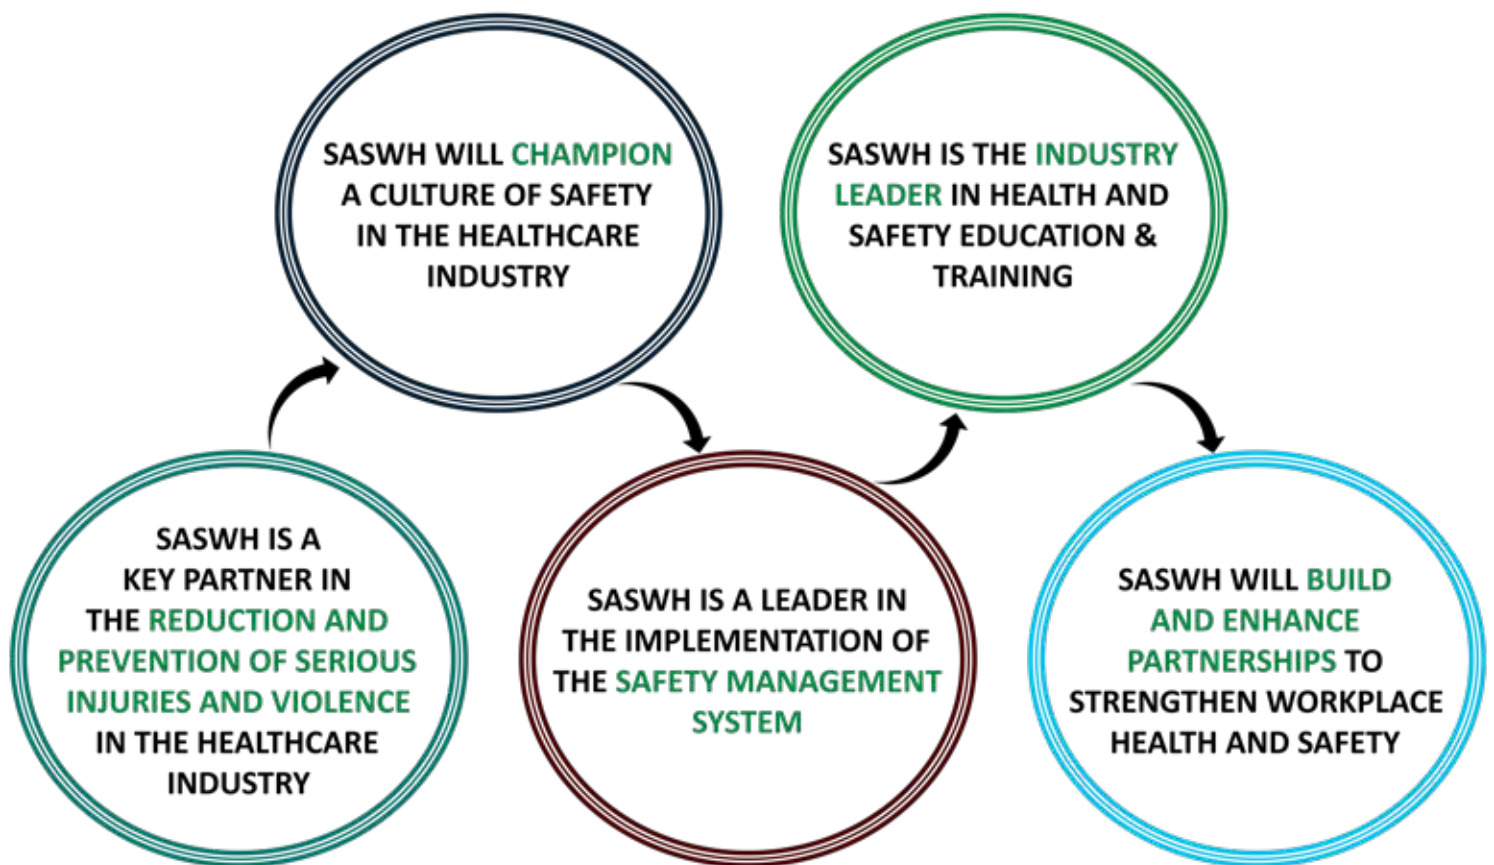 SASWH IS A
KEY PARTNER IN
THE REDUCTION AND
PREVENTION OF SERIOUS
INJURIES AND VIOLENCE
IN THE HEALTHCARE
INDUSTRY
SASWH WILL CHAMPION
A CULTURE OF SAFETY
IN THE HEALTHCARE
INDUSTRY
SASWH IS A LEADER IN
THE IMPLEMENTATION OF
THE SAFETY MANAGEMENT
SYSTEM
SASWH IS THE INDUSTRY
LEADER IN HEALTH AND
SAFETY EDUCATION &
TRAINING
SASWH WILL BUILD
AND ENHANCE
PARTNERSHIPS TO
STRENGTHEN WORKPLACE
HEALTH AND SAFETY